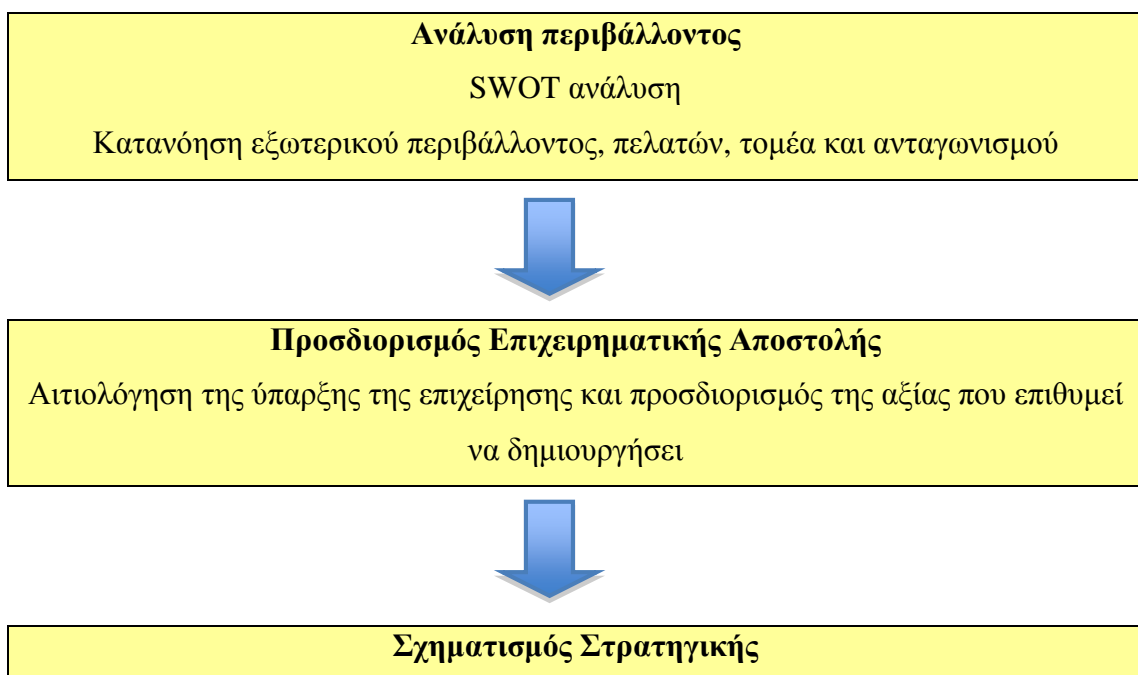 Ανάλυση περιβάλλοντος
SWOT ανάλυση
Κατανόηση εξωτερικού περιβάλλοντος, πελατών, τομέα και ανταγωνισμού
Προσδιορισμός Επιχειρηματικής Αποστολής
Αιτιολόγηση της ύπαρξης της επιχείρησης και προσδιορισμός της αξίας που επιθυμεί
να δημιουργήσει
Σχηματισμός Στρατηγικής